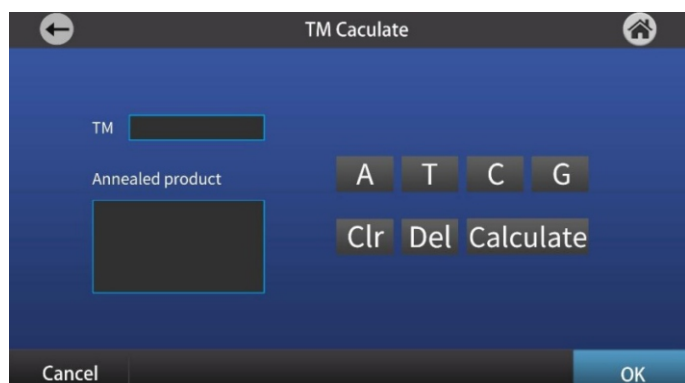 TM Caculate
TM
Annealed product
A T C G
Clr Del Calculate
Cancel OK